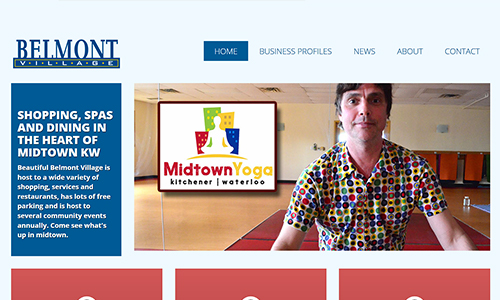 BELMONT
VILLAGE
HOME BUSINESS PROFILES NEWS ABOUT CONTACT
SHOPPING, SPAS
AND DINING IN
THE HEART OF
MIDTOWN KW
Beautiful Belmont Village is
host to a wide variety of
shopping, services and
restaurants, has lots of free
parking and is host to
several community events
annually. Come see what's
up in midtown.
MidtownYoga
kitchener | waterloo